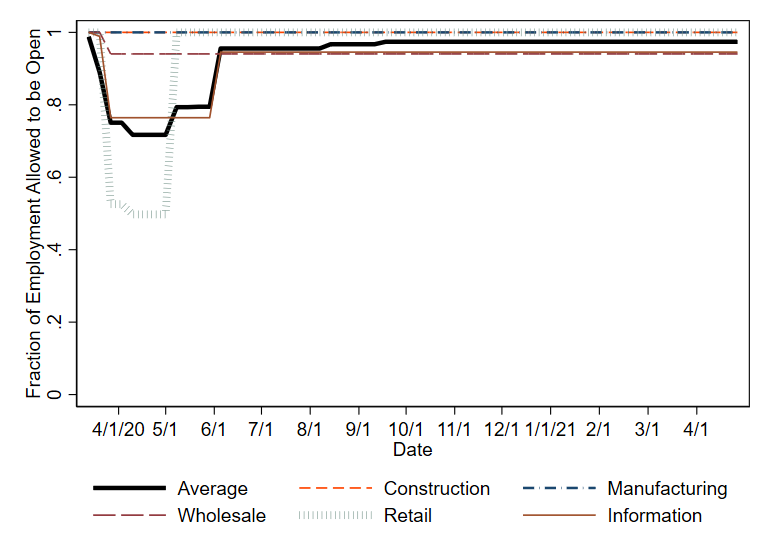 Fraction of Employment Allowed to be Open
1
.8
.6
.4
.2
0
4/1/20 5/1 6/1 7/1 8/1 9/1 10/1 11/1 12/1 1/1/21 2/1 3/1 4/1
Date
Average Construction Manufacturing
Wholesale Retail Information